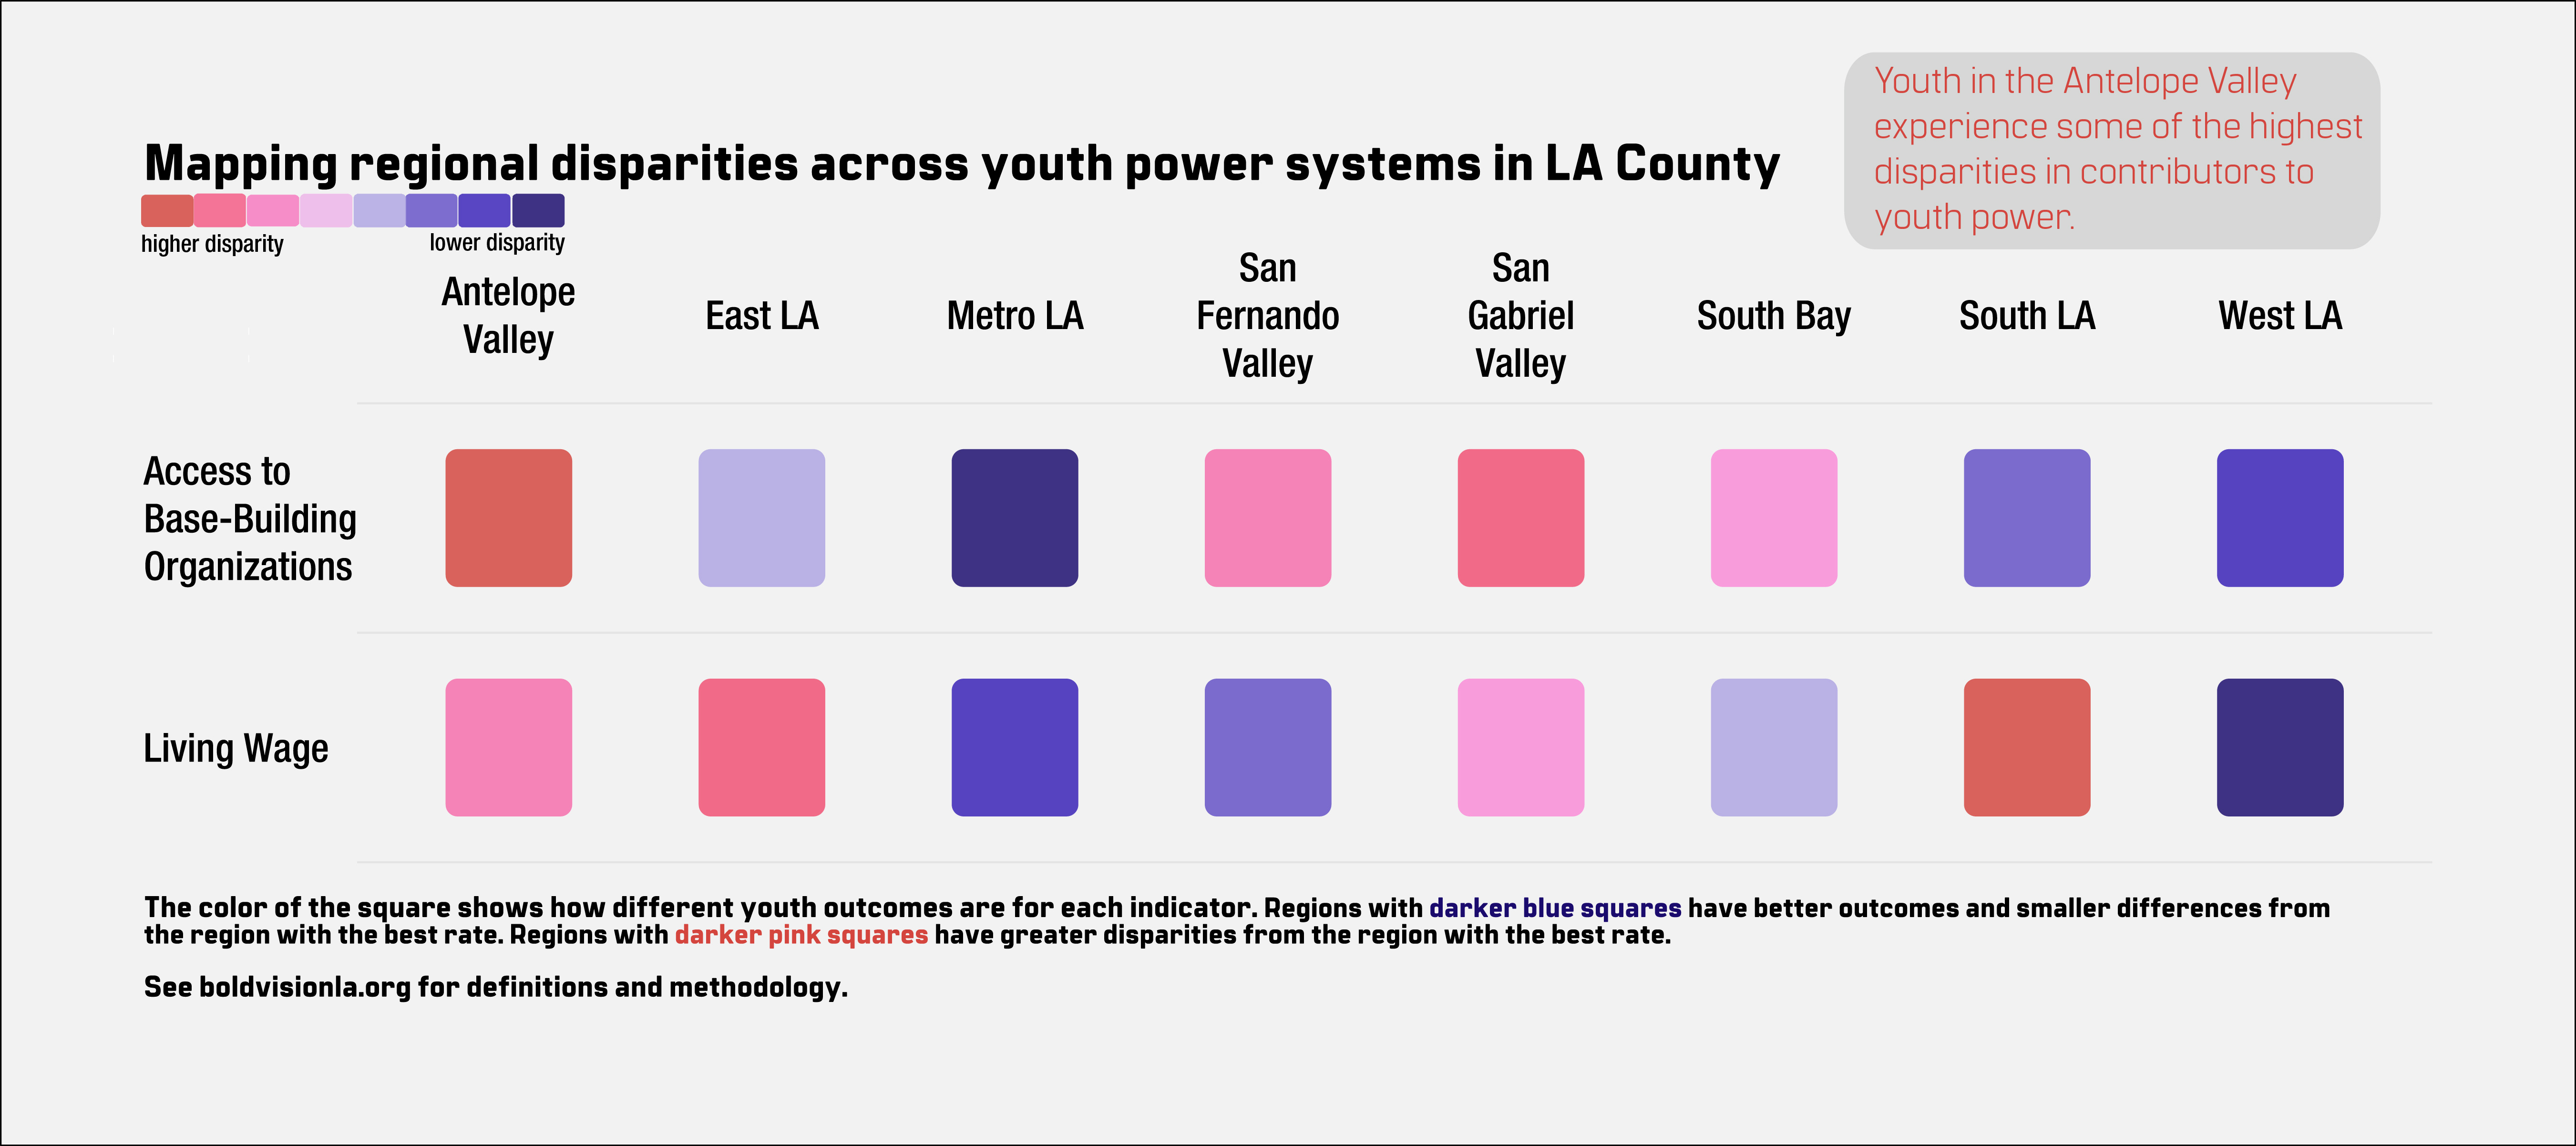 Youth in the Antelope Valley
experience some of the highest
disparities in contributors to
youth power.
Mapping regional disparities across youth power systems in LA County
higher disparity
lower disparity
Antelope
Valley
East LA
Metro LA
San
Fernando
Valley
San
Gabriel
Valley
South Bay
South LA
West LA
Access to
Base-Building
Organizations
Living Wage
The color of the square shows how different youth outcomes are for each indicator. Regions with darker blue squares have better outcomes and smaller differences from
the region with the best rate. Regions with darker pink squares have greater disparities from the region with the best rate.
See boldvisionla.org for definitions and methodology.